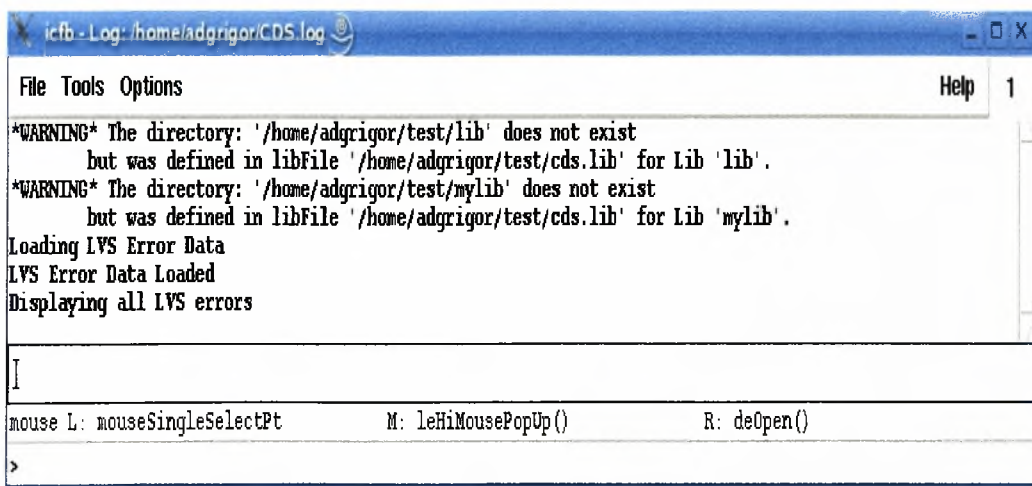 icfb - Log: /home/adgrigor/CDS.log
File Tools Options Help 1
*WARNING* The directory: '/home/adgrigor/test/lib' does not exist
but was defined in libFile '/home/adgrigor/test/cds.lib' for Lib 'lib'.
*WARNING* The directory: '/home/adgrigor/test/mylib' does not exist
but was defined in libFile '/home/adgrigor/test/cds.lib' for Lib 'mylib'.
Loading LVS Error Data
LVS Error Data Loaded
Displaying all LVS errors
mouse L: mouseSingleSelectPt M: leHiMousePopUp() R: deOpen()
>